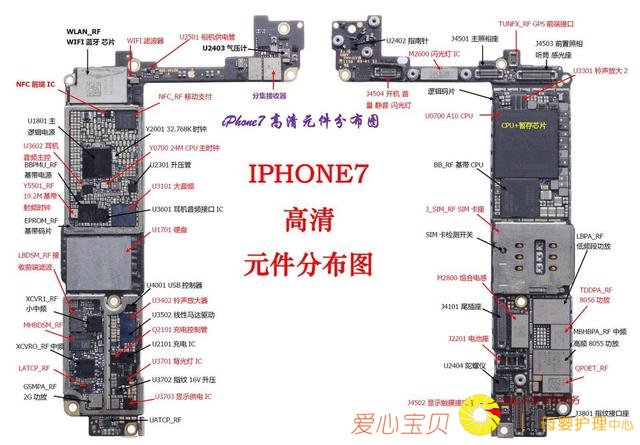 WLAN_RF
WIFI 蓝牙 芯片
WIFI 滤波器
U2501 相机供电管
U2403 气压计
NFC 前端 IC
NFC_RF 移动支付
分集接收器
iPhone7 高清元件分布图
U1801 主
逻辑电源
Y2001 32.768K 时钟
U3602 耳机
音频主控
Y0700 24M CPU 主时钟
BBPMU_RF
基带电源
U2301 升压管
Y5501_RF
19.2M 基带
射频时钟
U3101 大音频
EPROM_RF
基带码片
U3601 耳机音频接口 IC
U1701 硬盘
LBDSM_RF 接
收前端滤波
U4001 USB 控制器
XCVR1_RF
小中频
U3402 铃声放大器
U3502 线性马达驱动
MHBDSM_RF
Q2101 充电控制管
U2101 充电 IC
XCVRO_RF 中频
U3701 背光灯 IC
LATCP_RF
U3702 指纹 16V 升压
GSMPA_RF
2G 功放
U3703 显示供电 IC
UATCP_RF
IPHONE7
高清
元件分布图
U2402 指南针
J4501 主照相座
TUNFX_RF GPS 前端接口
M2600 闪光灯 IC
J4503 前置照相
听筒 感光座
J4504 开机 音
量 静音 闪光灯
U3301 铃声放大 2
逻辑码片
U0700 A10 CPU
CPU+暂存芯片
BB_RF 基带 CPU
J_SIM_RF SIM 卡座
SIM 卡检测开关
LBPA_RF
低频段功放
M2800 组合电感
TDDPA_RF
8056 功放
J4101 尾插座
MBHBPA_RF 中频
高频 8055 功放
J2201 电池座
U2404 陀螺仪
QPOET_RF
J4502 显示触摸接
J3801 指纹接口座
爱心宝贝
母婴护理中心